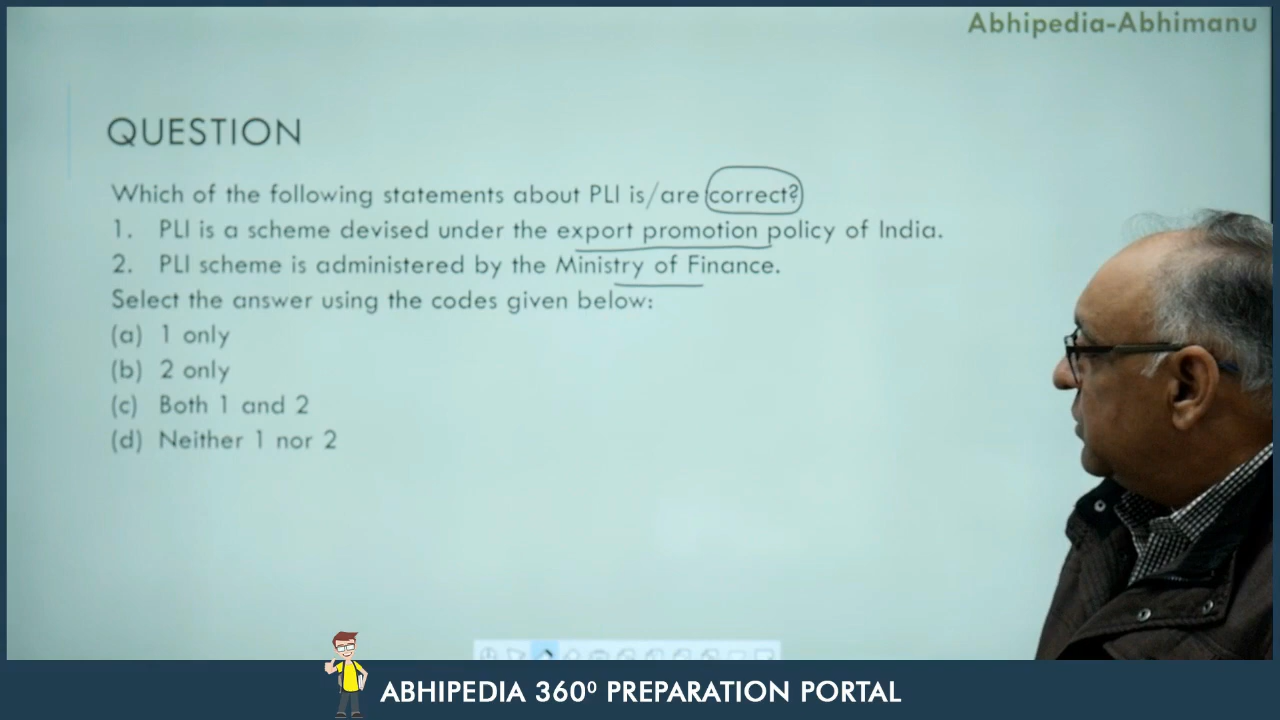 Abhipedia-Abhimanu
QUESTION
Which of the following statements about PLI is/are correct?
1. PLI is a scheme devised under the export promotion policy of India.
2. PLI scheme is administered by the Ministry of Finance.
Select the answer using the codes given below:
(a) 1 only
(b) 2 only
(c) Both 1 and 2
(d) Neither 1 nor 2
ABHIPEDIA 360⁰ PREPARATION PORTAL